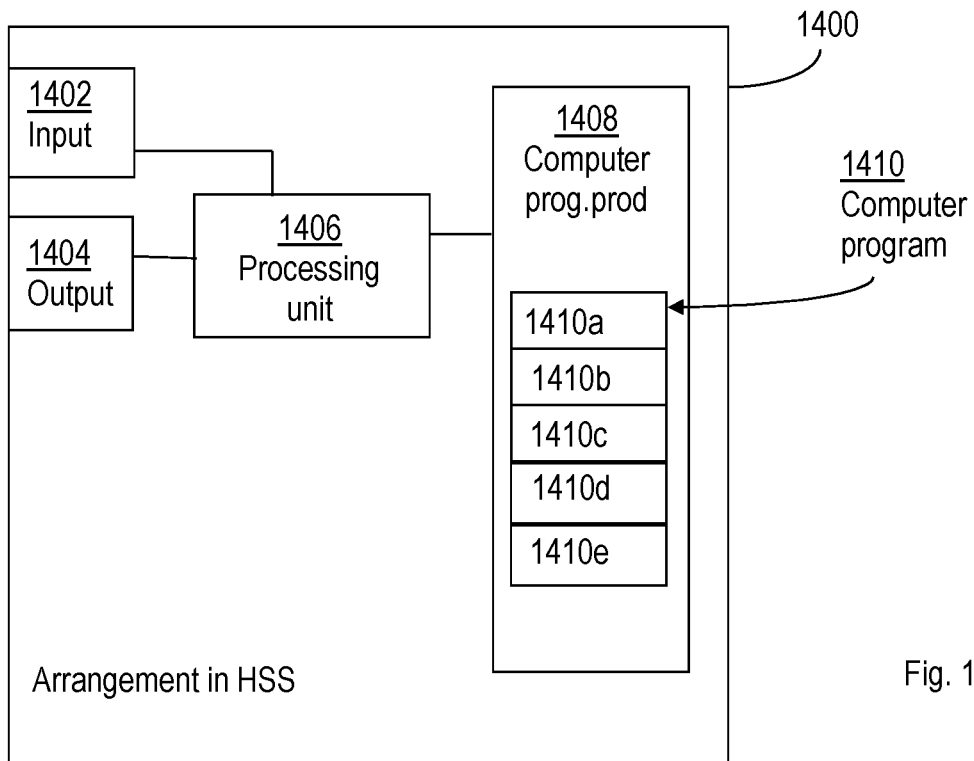 1400
1402
Input
1404
Output
1406
Processing
unit
1408
Computer
prog.prod
1410
Computer
program
1410a
1410b
1410c
1410d
1410e
Arrangement in HSS
Fig. 1